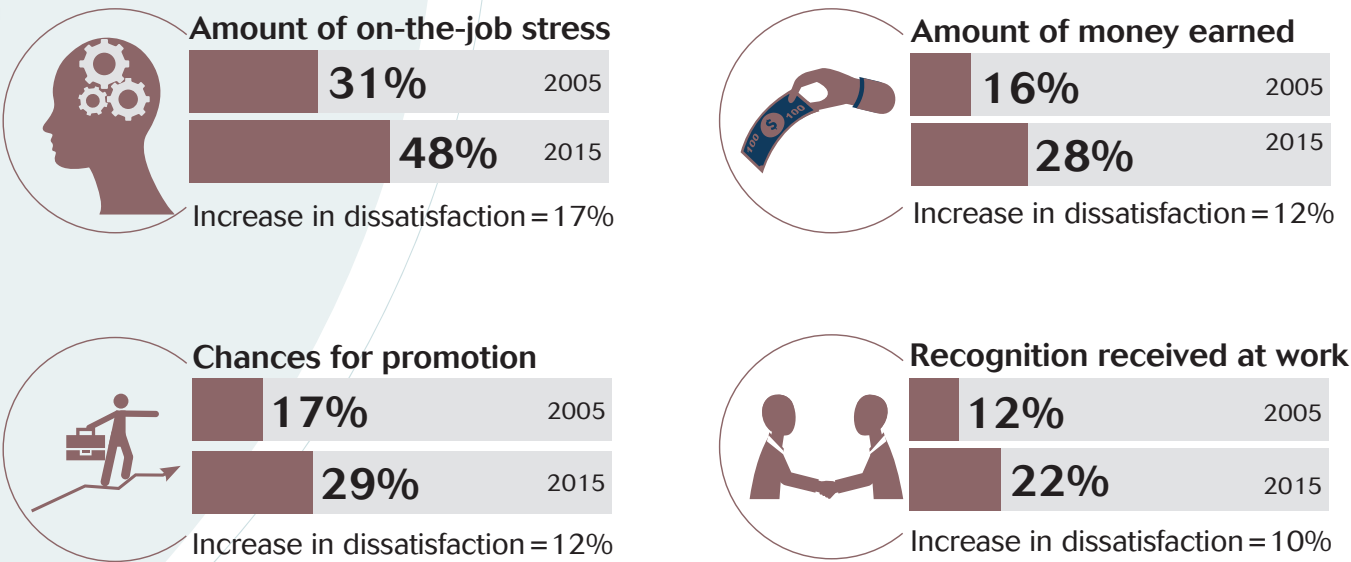 Amount of on-the-job stress
31% 2005
48% 2015
Increase in dissatisfaction = 17%
Amount of money earned
100 $ 100
16% 2005
28% 2015
Increase in dissatisfaction = 12%
Chances for promotion
17% 2005
29% 2015
Increase in dissatisfaction = 12%
Recognition received at work
12% 2005
22% 2015
Increase in dissatisfaction = 10%